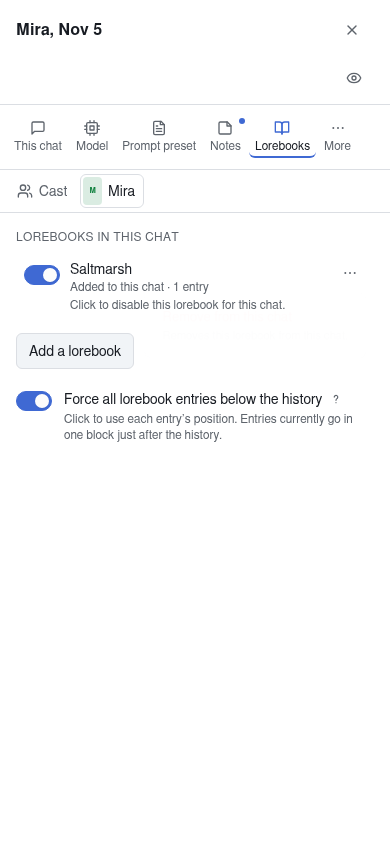 Mira, Nov 5
This chat
Model
Prompt preset
Notes
Lorebooks
More
Cast
M
Mira
LOREBOOKS IN THIS CHAT
Saltmarsh
Added to this chat · 1 entry
Click to disable this lorebook for this chat.
Add a lorebook
Force all lorebook entries below the history ?
Click to use each entry’s position. Entries currently go in
one block just after the history.